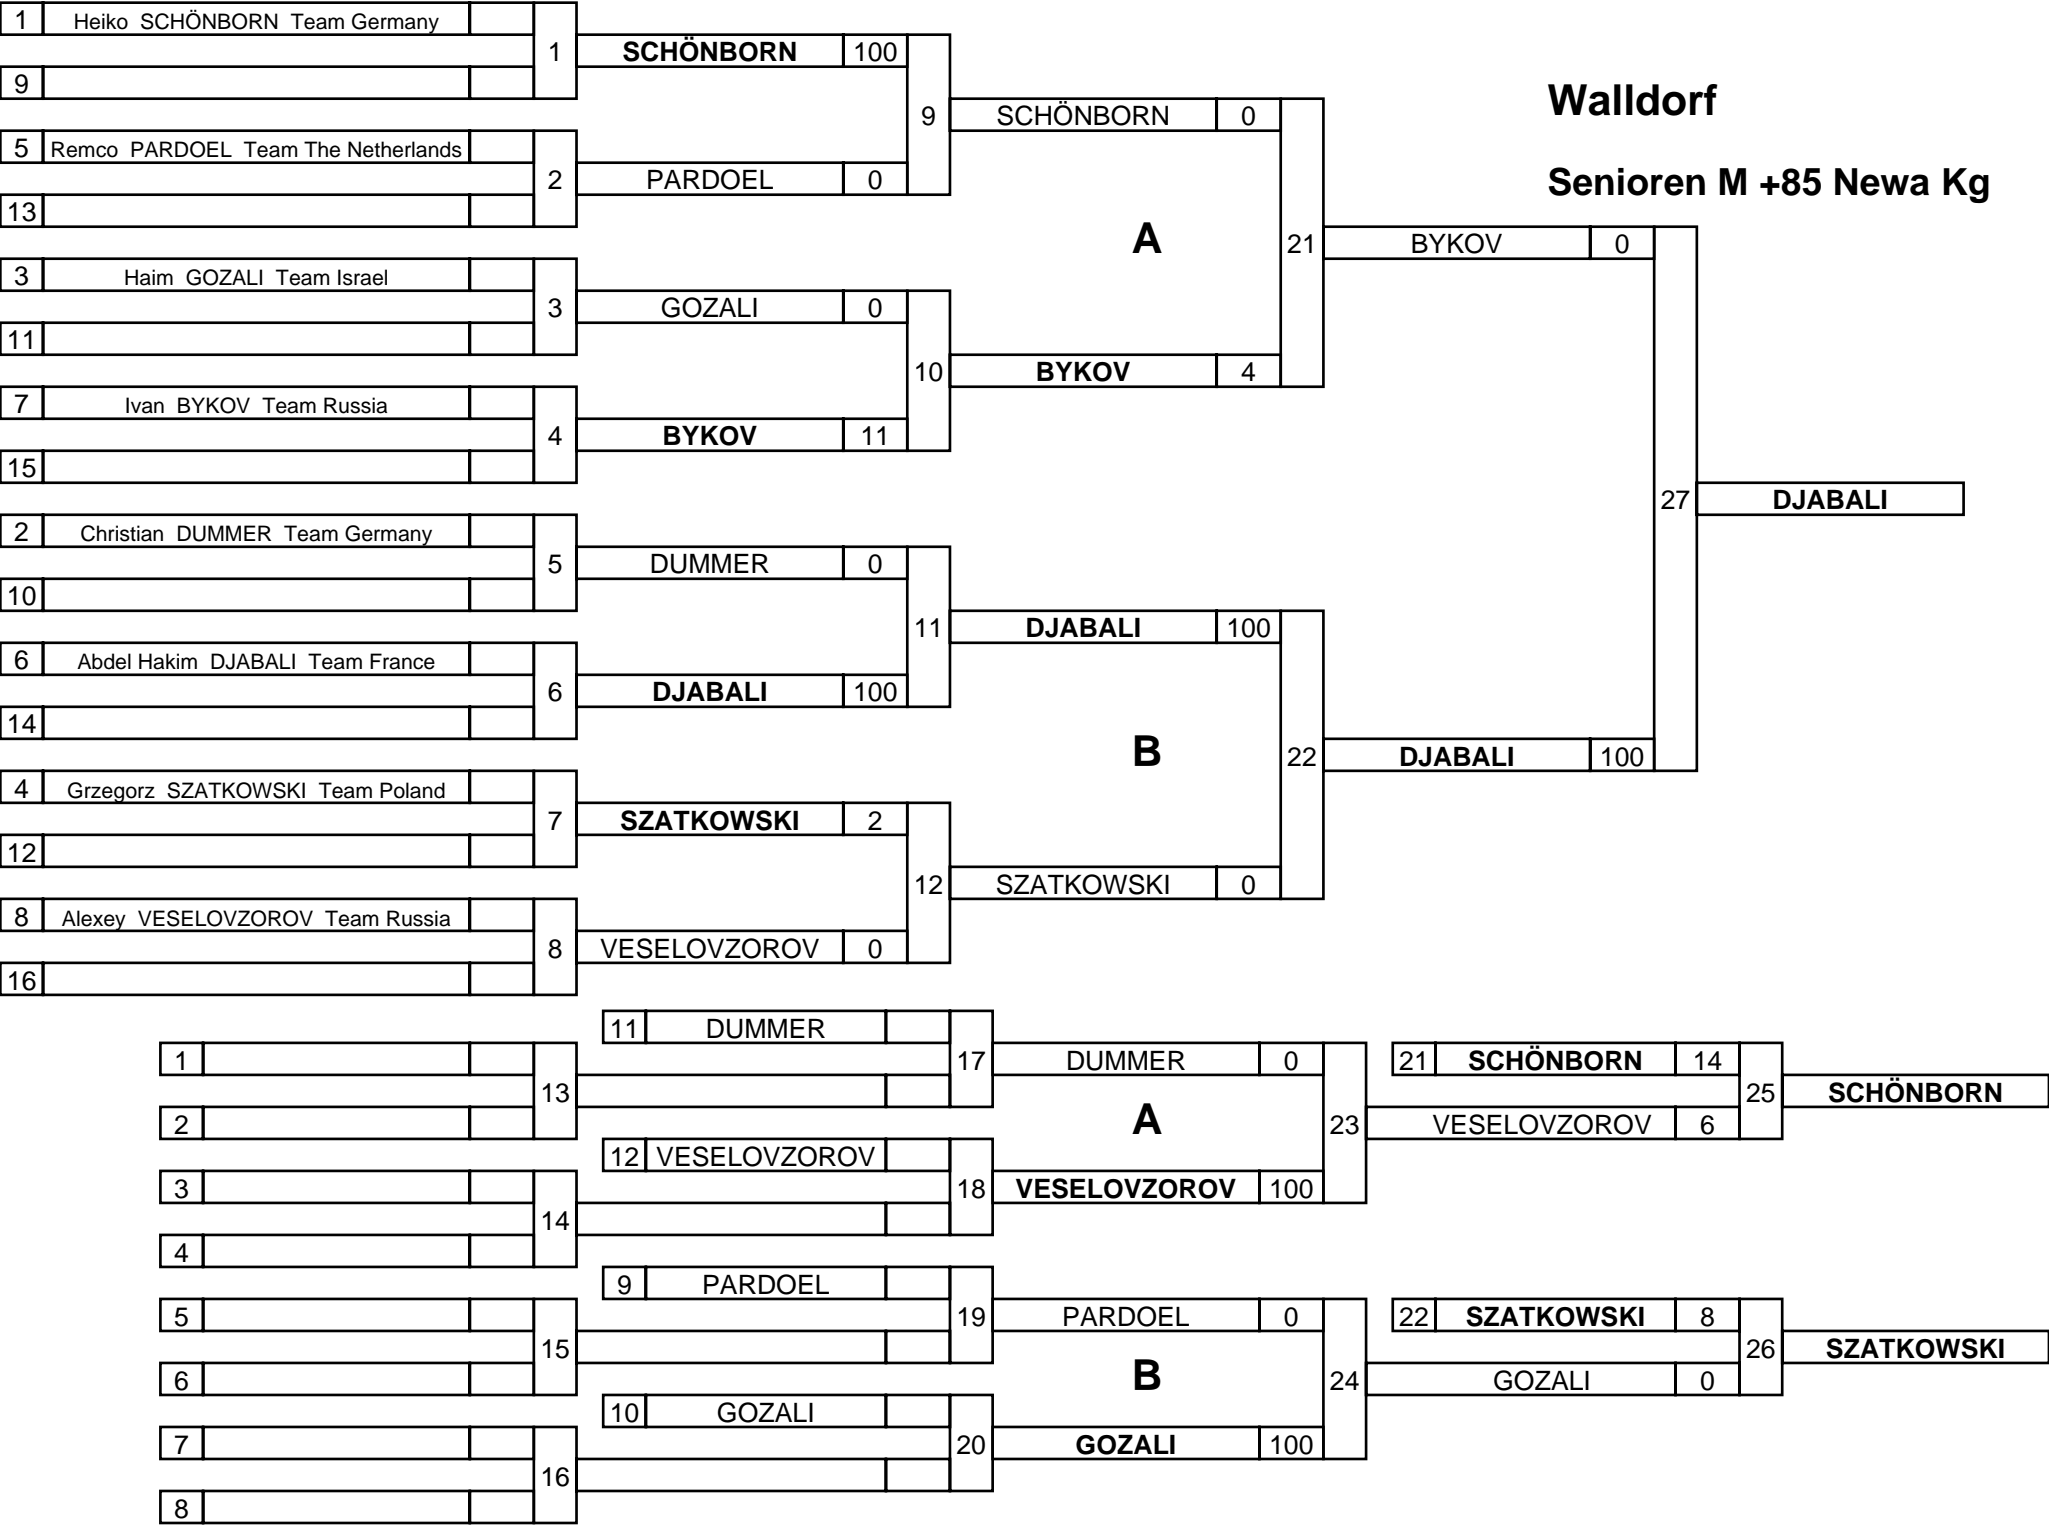 Walldorf
Senioren M +85 Newa Kg
1 Heiko SCHÖNBORN Team Germany
1 SCHÖNBORN 100
9
9 SCHÖNBORN 0
5 Remco PARDOEL Team The Netherlands
2 PARDOEL 0
13
A
21 BYKOV 0
3 Haim GOZALI Team Israel
3 GOZALI 0
11
10 BYKOV 4
7 Ivan BYKOV Team Russia
4 BYKOV 11
15
27 DJABALI
2 Christian DUMMER Team Germany
5 DUMMER 0
10
11 DJABALI 100
6 Abdel Hakim DJABALI Team France
6 DJABALI 100
14
B
22 DJABALI 100
4 Grzegorz SZATKOWSKI Team Poland
7 SZATKOWSKI 2
12
12 SZATKOWSKI 0
8 Alexey VESELOVZOROV Team Russia
8 VESELOVZOROV 0
16
11 DUMMER
1
17 DUMMER 0
21 SCHÖNBORN 14
13
25 SCHÖNBORN
2
A
23 VESELOVZOROV 6
12 VESELOVZOROV
3
18 VESELOVZOROV 100
14
4
9 PARDOEL
5
19 PARDOEL 0
22 SZATKOWSKI 8
15
26 SZATKOWSKI
6
B
24 GOZALI 0
10 GOZALI
7
20 GOZALI 100
16
8